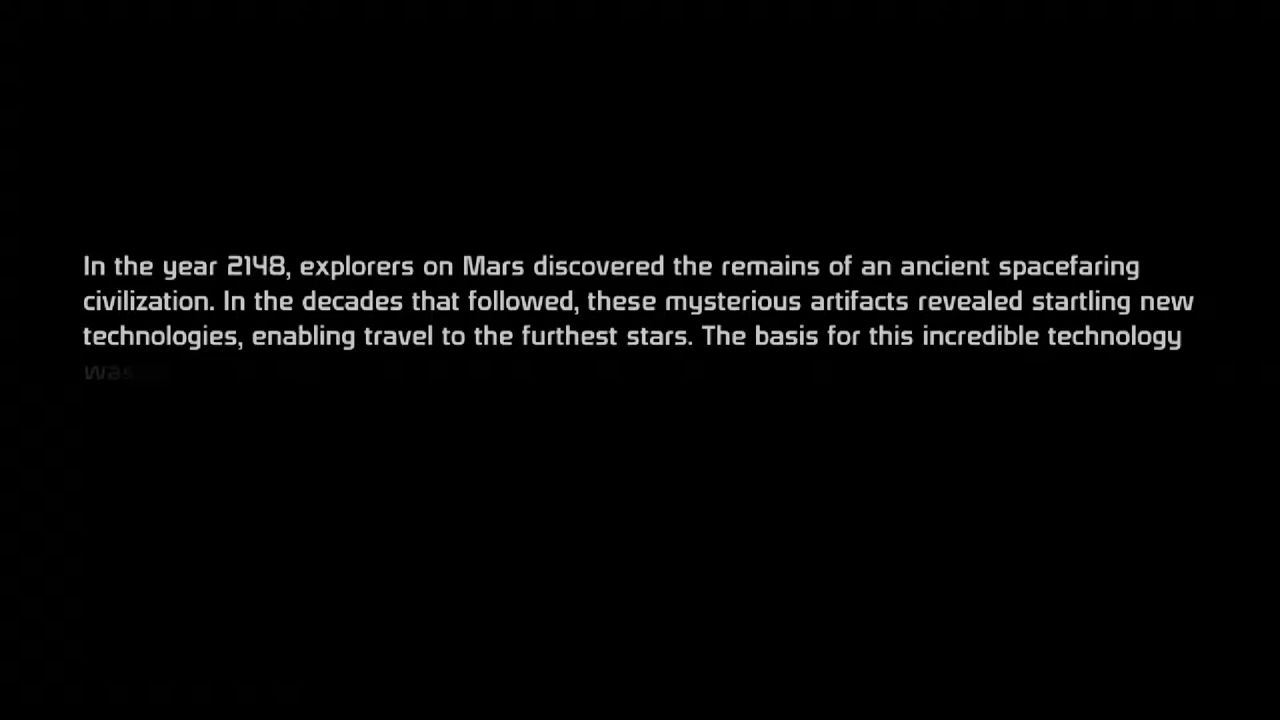 In the year 2148, explorers on Mars discovered the remains of an ancient spacefaring
civilization. In the decades that followed, these mysterious artifacts revealed startling new
technologies, enabling travel to the furthest stars. The basis for this incredible technology
was